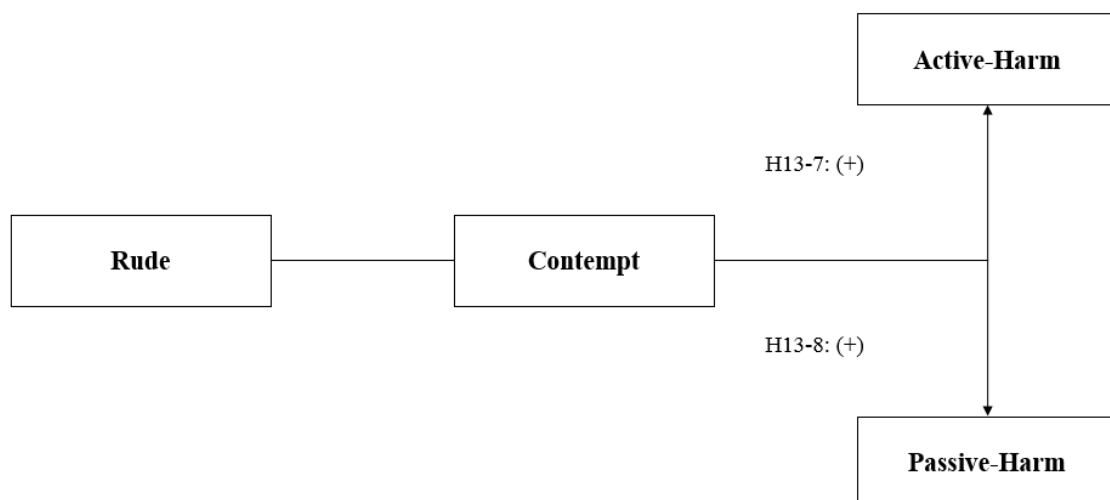 Active-Harm
H13-7: (+)
Rude
Contempt
H13-8: (+)
Passive-Harm